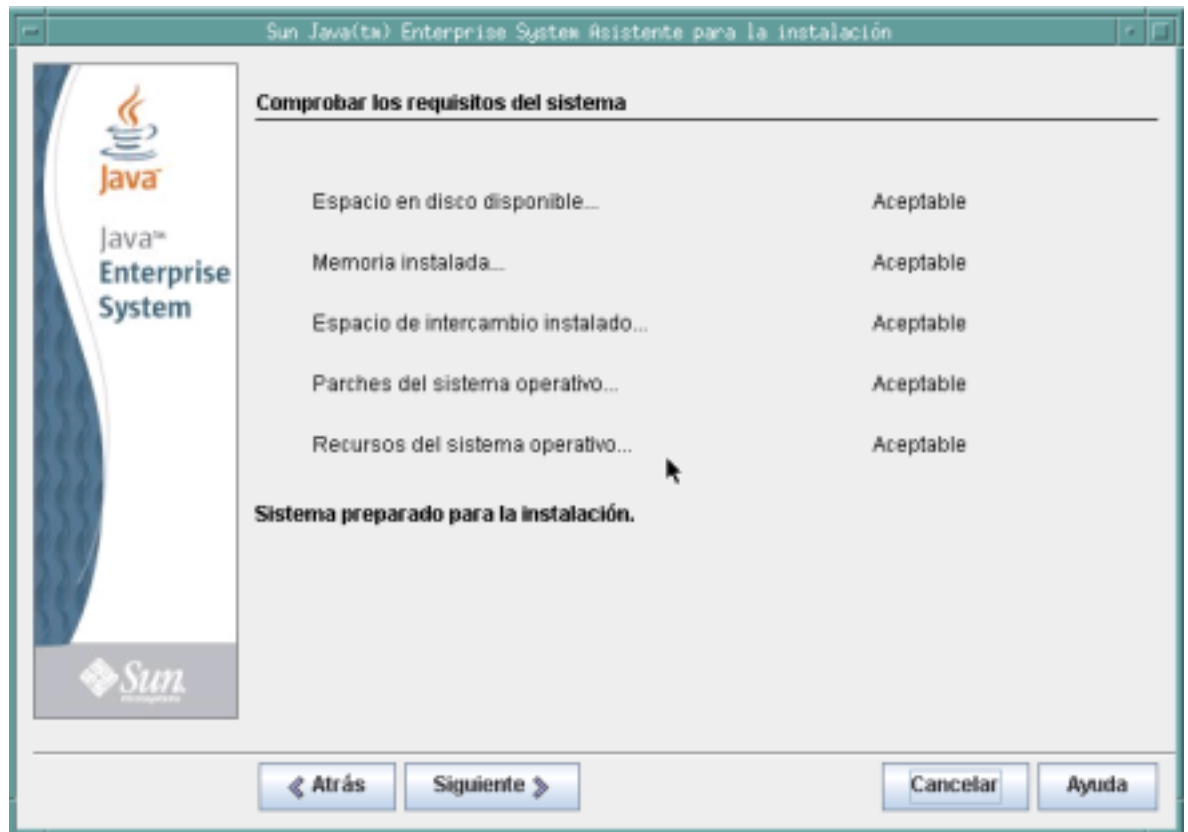 Sun Java(tm) Enterprise System Asistente para la instalación
Java™
Java™
Enterprise
System
Sun
microsystems
Comprobar los requisitos del sistema
Espacio en disco disponible... Aceptable
Memoria instalada... Aceptable
Espacio de intercambio instalado... Aceptable
Parches del sistema operativo... Aceptable
Recursos del sistema operativo... Aceptable
Sistema preparado para la instalación.
Atrás Siguiente Cancelar Ayuda